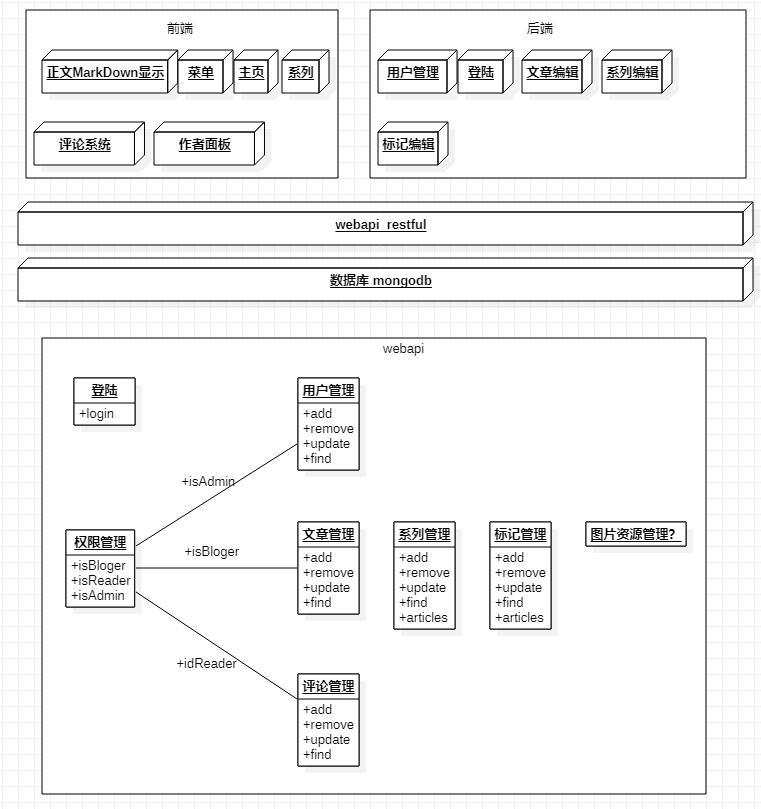 前端
正文MarkDown显示
菜单
主页
系列
评论系统
作者面板
后端
用户管理
登陆
文章编辑
系列编辑
标记编辑
webapi restful
数据库 mongodb
webapi
登陆
+login
用户管理
+add
+remove
+update
+find
+isAdmin
权限管理
+isBloger
+isReader
+isAdmin
+isBloger
文章管理
+add
+remove
+update
+find
系列管理
+add
+remove
+update
+find
+articles
标记管理
+add
+remove
+update
+find
+articles
图片资源管理?
+idReader
评论管理
+add
+remove
+update
+find